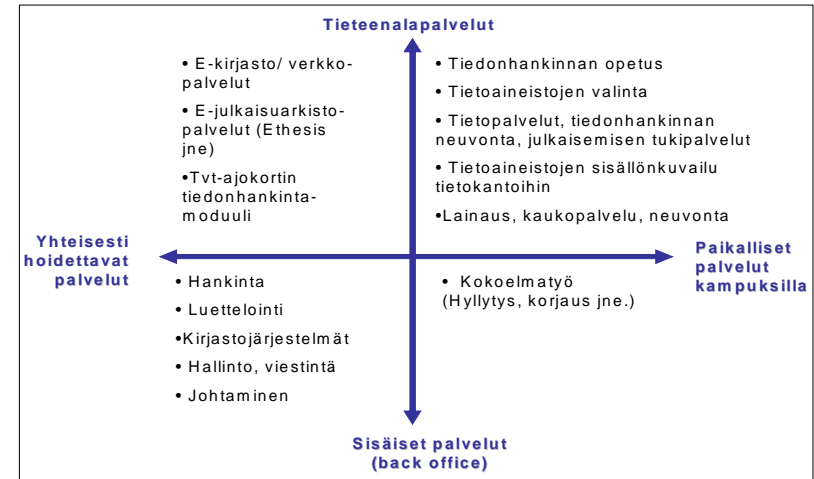 Tieteenalapalvelut
• E-kirjasto/ verkko-
palvelut
• E-julkaisuarkisto-
palvelut (Ethesis
jne)
•Tvt-ajokortin
tiedonhankinta-
moduuli
• Tiedonhankinnan opetus
• Tietoaineistojen valinta
• Tietopalvelut, tiedonhankinnan
neuvonta, julkaisemisen tukipalvelut
• Tietoaineistojen sisällönkuvailu
tietokantoihin
•Lainaus, kaukopalvelu, neuvonta
Yhteisesti
hoidettavat
palvelut
Paikalliset
palvelut
kampuksilla
• Hankinta
• Luettelointi
•Kirjastojärjestelmät
• Hallinto, viestintä
• Johtaminen
• Kokoelmatyö
(Hyllytys, korjaus jne.)
Sisäiset palvelut
(back office)